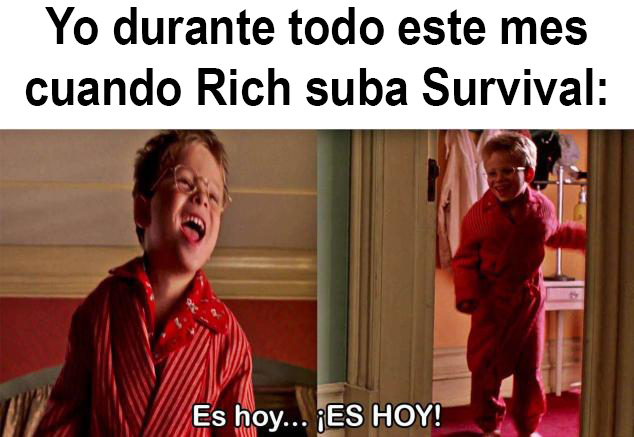 Yo durante todo este mes
cuando Rich suba Survival:
Es hoy... ¡ES HOY!